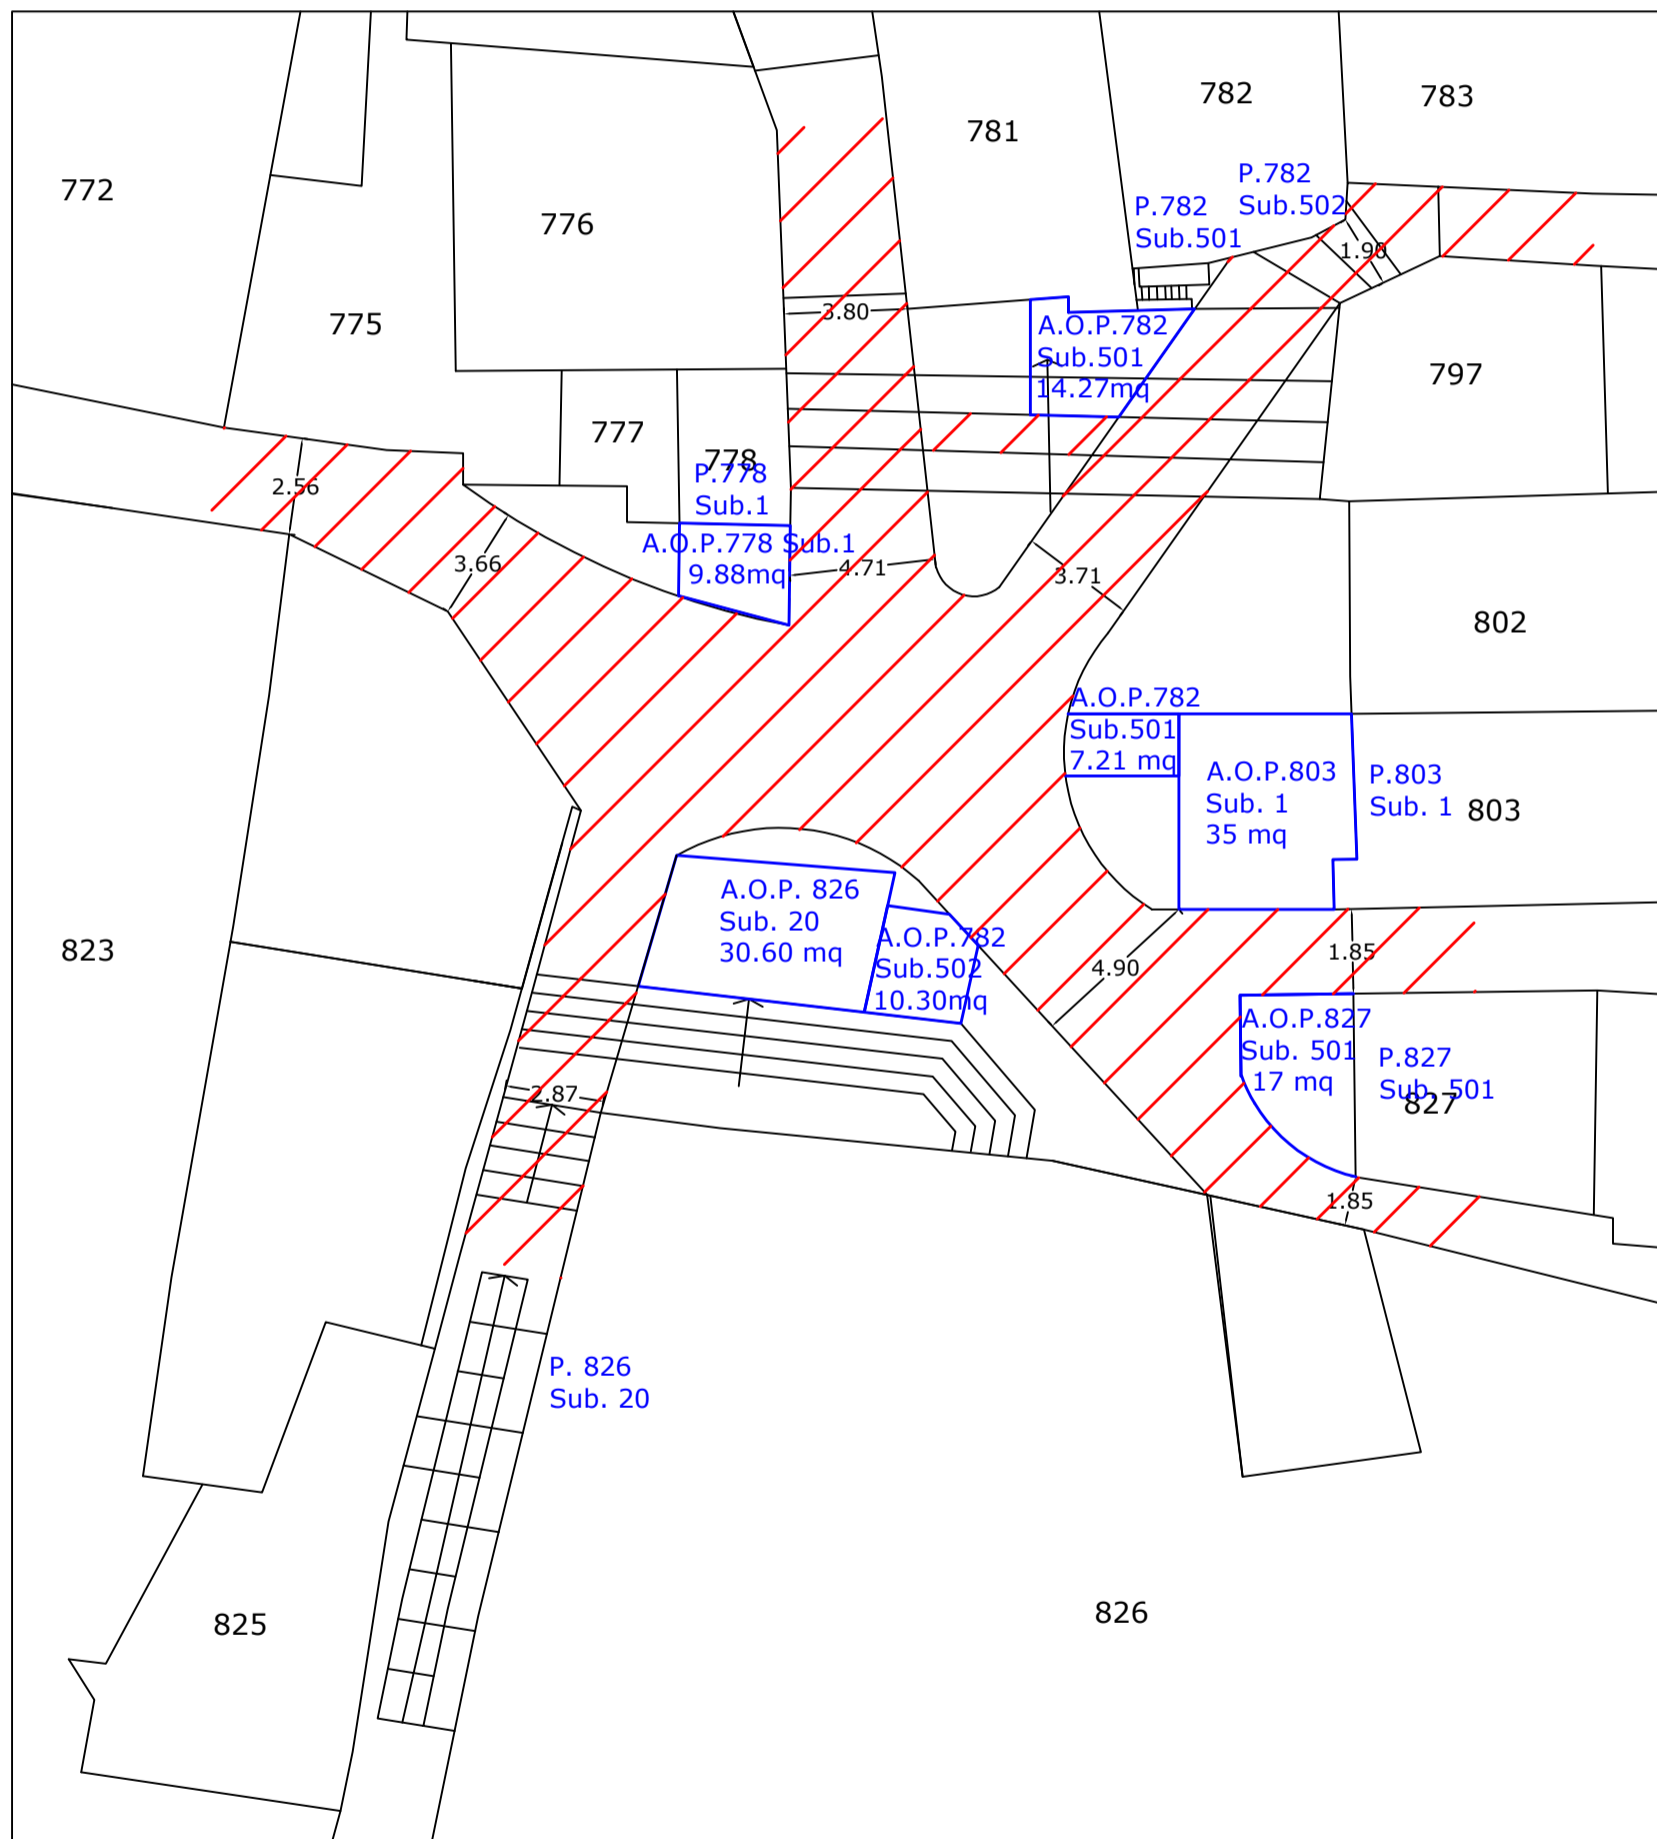 782
783
781
P.782
Sub.502
772
P.782
Sub.501
776
1.90
3.80
775
A.O.P.782
Sub.501
14.27mq
797
777
778
P.778
Sub.1
2.56
A.O.P.778 Sub.1
9.88mq
3.66
4.71
3.71
802
A.O.P.782
Sub.501
7.21 mq
A.O.P.803
Sub. 1
35 mq
P.803
Sub. 1
803
A.O.P. 826
Sub. 20
30.60 mq
A.O.P.782
Sub.502
10.30mq
823
4.90
1.85
A.O.P.827
Sub. 501
17 mq
P.827
Sub. 501
827
2.87
1.85
P. 826
Sub. 20
825
826